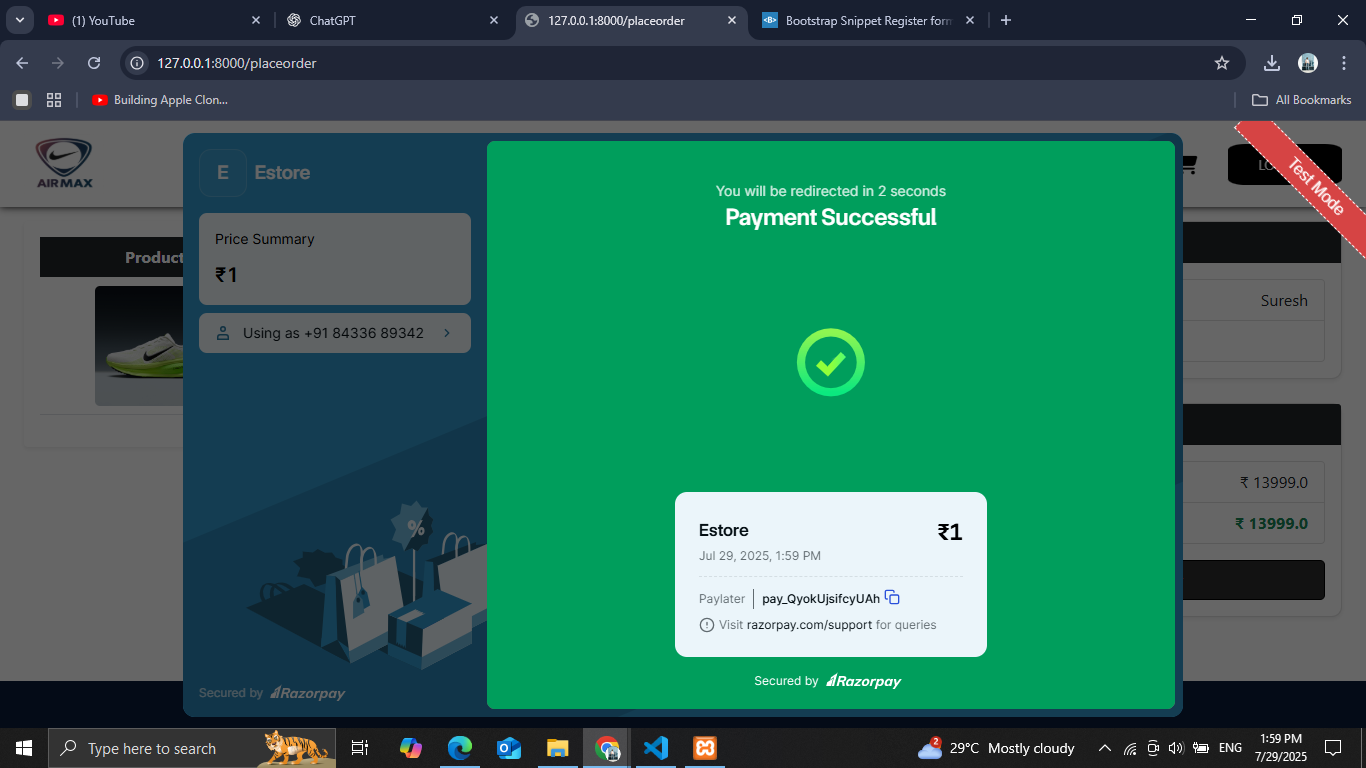 (1) YouTube
ChatGPT
127.0.0.1:8000/placeorder
<B> Bootstrap Snippet Register form
127.0.0.1:8000/placeorder
Building Apple Clon...
All Bookmarks
AIR MAX
E Estore
Test Mode
Price Summary
₹1
Using as +91 84336 89342
You will be redirected in 2 seconds
Payment Successful
Product
Suresh
₹ 13999.0
₹ 13999.0
%
Estore ₹1
Jul 29, 2025, 1:59 PM
Paylater pay_QyokUjsifcyUAh
Visit razorpay.com/support for queries
Secured by Razorpay
Secured by Razorpay
Type here to search
2
29°C Mostly cloudy
ENG
1:59 PM
7/29/2025